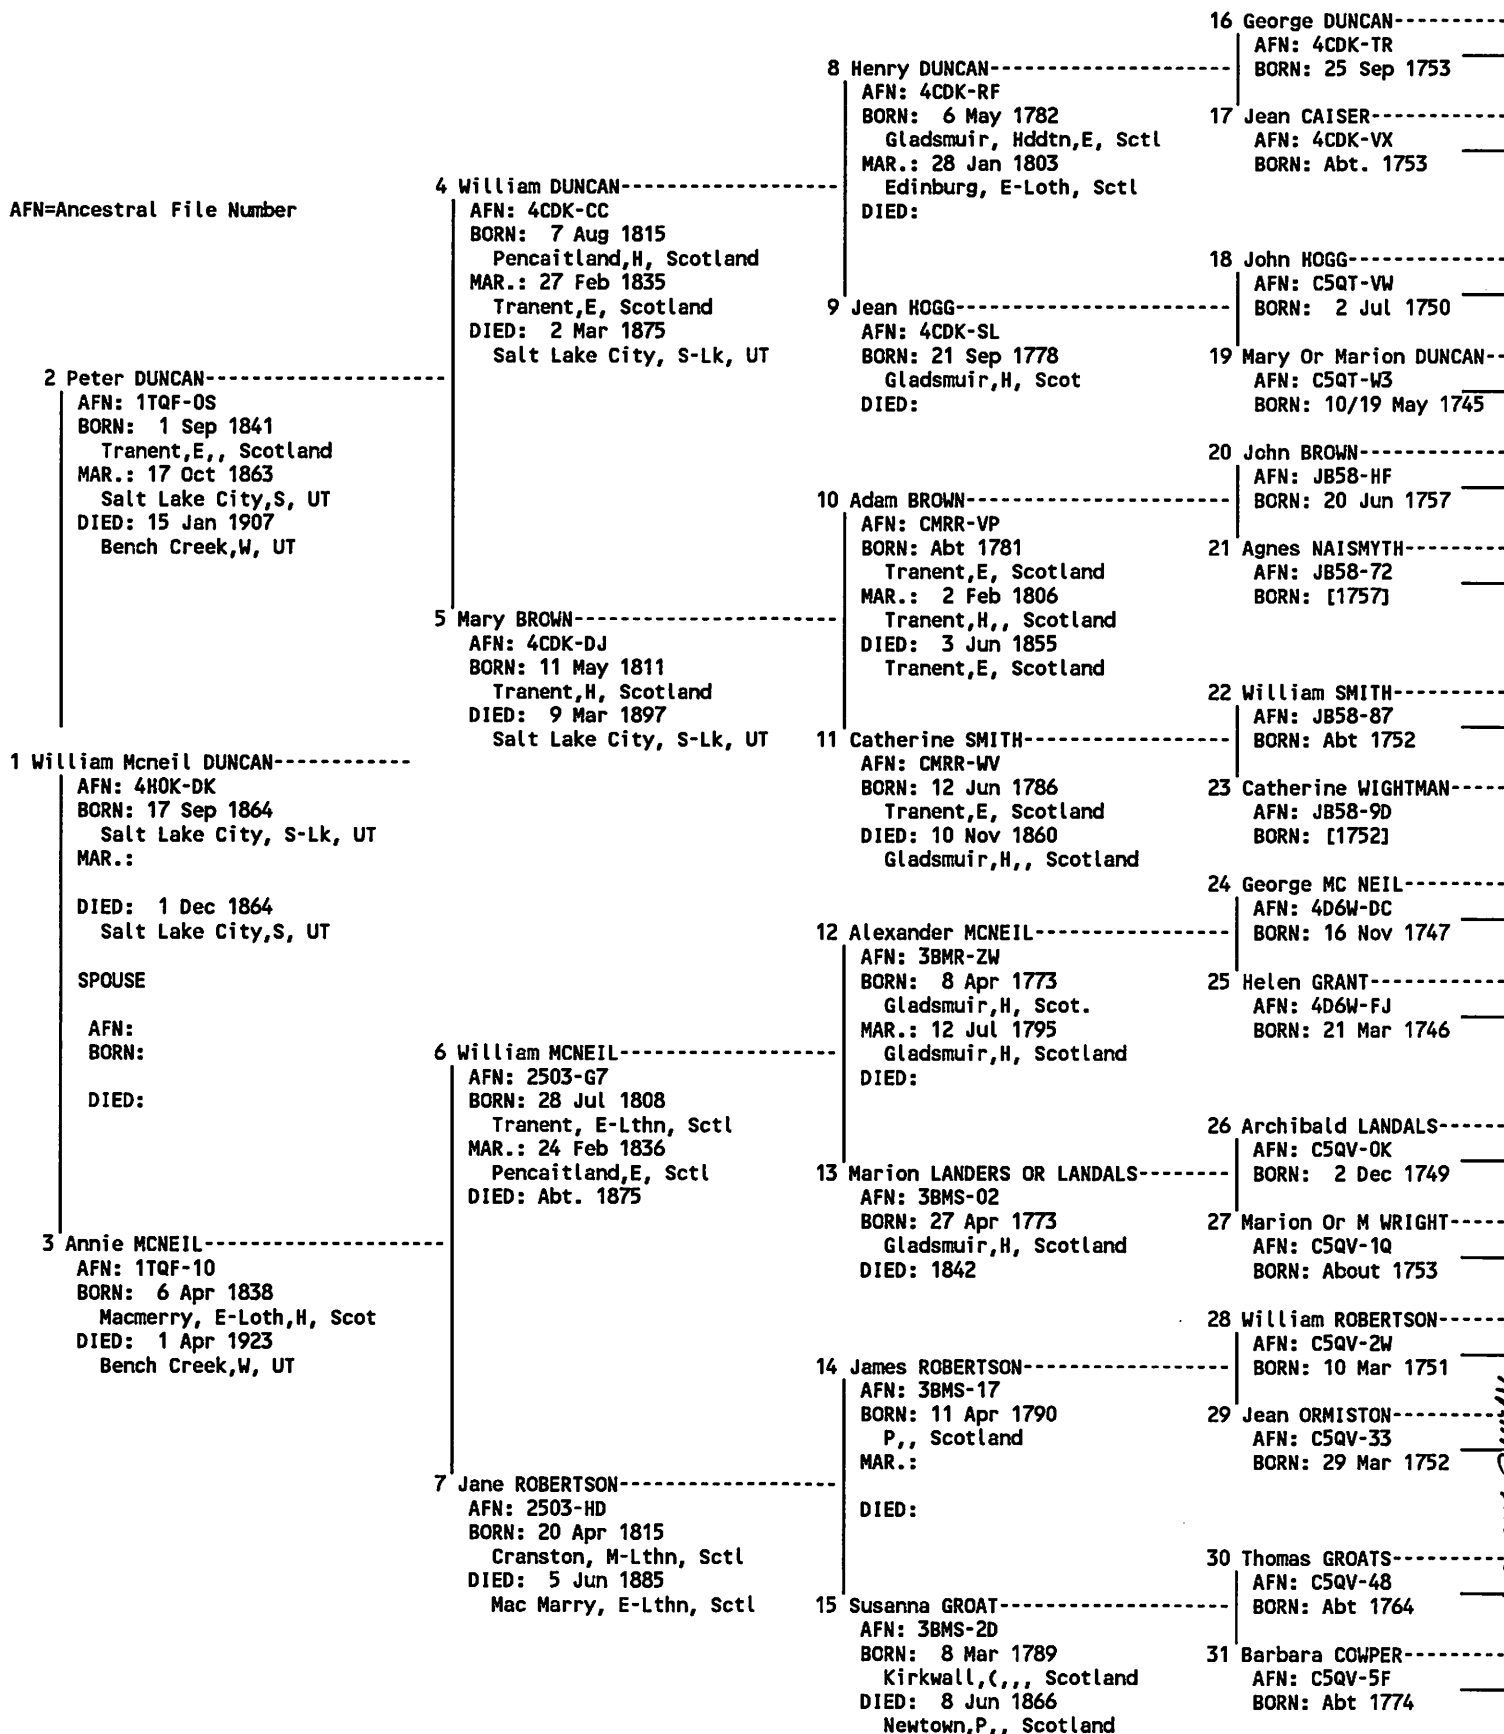 AFN=Ancestral File Number
1 William Mcneil DUNCAN------------
AFN: 4H0K-DK
BORN: 17 Sep 1864
Salt Lake City, S-Lk, UT
MAR.:
DIED:  1 Dec 1864
Salt Lake City,S, UT
SPOUSE
AFN:
BORN:
DIED:
2 Peter DUNCAN--------------------
AFN: 1TQF-0S
BORN:  1 Sep 1841
Tranent,E,, Scotland
MAR.: 17 Oct 1863
Salt Lake City,S, UT
DIED: 15 Jan 1907
Bench Creek,W, UT
3 Annie MCNEIL--------------------
AFN: 1TQF-10
BORN:  6 Apr 1838
Macmerry, E-Loth,H, Scot
DIED:  1 Apr 1923
Bench Creek,W, UT
4 William DUNCAN------------------
AFN: 4CDK-CC
BORN:  7 Aug 1815
Pencaitland,H, Scotland
MAR.: 27 Feb 1835
Tranent,E, Scotland
DIED:  2 Mar 1875
Salt Lake City, S-Lk, UT
5 Mary BROWN----------------------
AFN: 4CDK-DJ
BORN: 11 May 1811
Tranent,H, Scotland
DIED:  9 Mar 1897
Salt Lake City, S-Lk, UT
6 William MCNEIL------------------
AFN: 2503-G7
BORN: 28 Jul 1808
Tranent, E-Lthn, Sctl
MAR.: 24 Feb 1836
Pencaitland,E, Sctl
DIED: Abt. 1875
7 Jane ROBERTSON------------------
AFN: 2503-HD
BORN: 20 Apr 1815
Cranston, M-Lthn, Sctl
DIED:  5 Jun 1885
Mac Marry, E-Lthn, Sctl
8 Henry DUNCAN--------------------
AFN: 4CDK-RF
BORN:  6 May 1782
Gladsmuir, Hddtn,E, Sctl
MAR.: 28 Jan 1803
Edinburg, E-Loth, Sctl
DIED:
9 Jean HOGG-----------------------
AFN: 4CDK-SL
BORN: 21 Sep 1778
Gladsmuir,H, Scot
DIED:
10 Adam BROWN----------------------
AFN: CMRR-VP
BORN: Abt 1781
Tranent,E, Scotland
MAR.:  2 Feb 1806
Tranent,H,, Scotland
DIED:  3 Jun 1855
Tranent,E, Scotland
11 Catherine SMITH-----------------
AFN: CMRR-WV
BORN: 12 Jun 1786
Tranent,E, Scotland
DIED: 10 Nov 1860
Gladsmuir,H,, Scotland
12 Alexander MCNEIL----------------
AFN: 3BMR-ZW
BORN:  8 Apr 1773
Gladsmuir,H, Scot.
MAR.: 12 Jul 1795
Gladsmuir,H, Scotland
DIED:
13 Marion LANDERS OR LANDALS-------
AFN: 3BMS-02
BORN: 27 Apr 1773
Gladsmuir,H, Scotland
DIED: 1842
14 James ROBERTSON-----------------
AFN: 3BMS-17
BORN: 11 Apr 1790
P,, Scotland
MAR.:
DIED:
15 Susanna GROAT-------------------
AFN: 3BMS-2D
BORN:  8 Mar 1789
Kirkwall,(,,, Scotland
DIED:  8 Jun 1866
Newtown,P,, Scotland
16 George DUNCAN---------
AFN: 4CDK-TR
BORN: 25 Sep 1753
17 Jean CAISER-----------
AFN: 4CDK-VX
BORN: Abt. 1753
18 John HOGG-------------
AFN: C5QT-VW
BORN:  2 Jul 1750
19 Mary Or Marion DUNCAN--
AFN: C5QT-W3
BORN: 10/19 May 1745
20 John BROWN------------
AFN: JB58-HF
BORN: 20 Jun 1757
21 Agnes NAISMYTH--------
AFN: JB58-72
BORN: [1757]
22 William SMITH---------
AFN: JB58-87
BORN: Abt 1752
23 Catherine WIGHTMAN-----
AFN: JB58-9D
BORN: [1752]
24 George MC NEIL--------
AFN: 4D6W-DC
BORN: 16 Nov 1747
25 Helen GRANT-----------
AFN: 4D6W-FJ
BORN: 21 Mar 1746
26 Archibald LANDALS------
AFN: C5QV-0K
BORN:  2 Dec 1749
27 Marion Or M WRIGHT-----
AFN: C5QV-1Q
BORN: About 1753
28 William ROBERTSON------
AFN: C5QV-2W
BORN: 10 Mar 1751
29 Jean ORMISTON---------
AFN: C5QV-33
BORN: 29 Mar 1752
30 Thomas GROATS---------
AFN: C5QV-48
BORN: Abt 1764
31 Barbara COWPER--------
AFN: C5QV-5F
BORN: Abt 1774